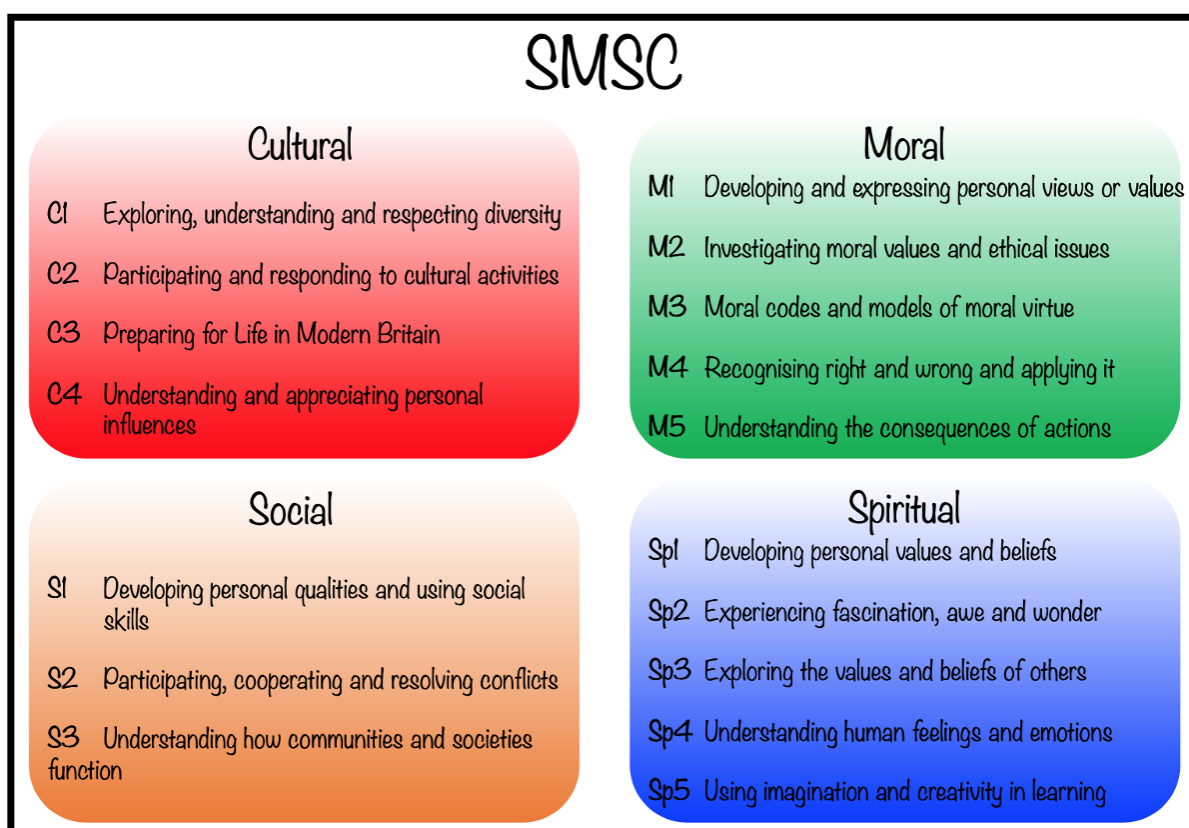 SMSC
Cultural
C1 Exploring, understanding and respecting diversity
C2 Participating and responding to cultural activities
C3 Preparing for Life in Modern Britain
C4 Understanding and appreciating personal
influences
Moral
M1 Developing and expressing personal views or values
M2 Investigating moral values and ethical issues
M3 Moral codes and models of moral virtue
M4 Recognising right and wrong and applying it
M5 Understanding the consequences of actions
Social
S1 Developing personal qualities and using social
skills
S2 Participating, cooperating and resolving conflicts
S3 Understanding how communities and societies
function
Spiritual
Sp1 Developing personal values and beliefs
Sp2 Experiencing fascination, awe and wonder
Sp3 Exploring the values and beliefs of others
Sp4 Understanding human feelings and emotions
Sp5 Using imagination and creativity in learning